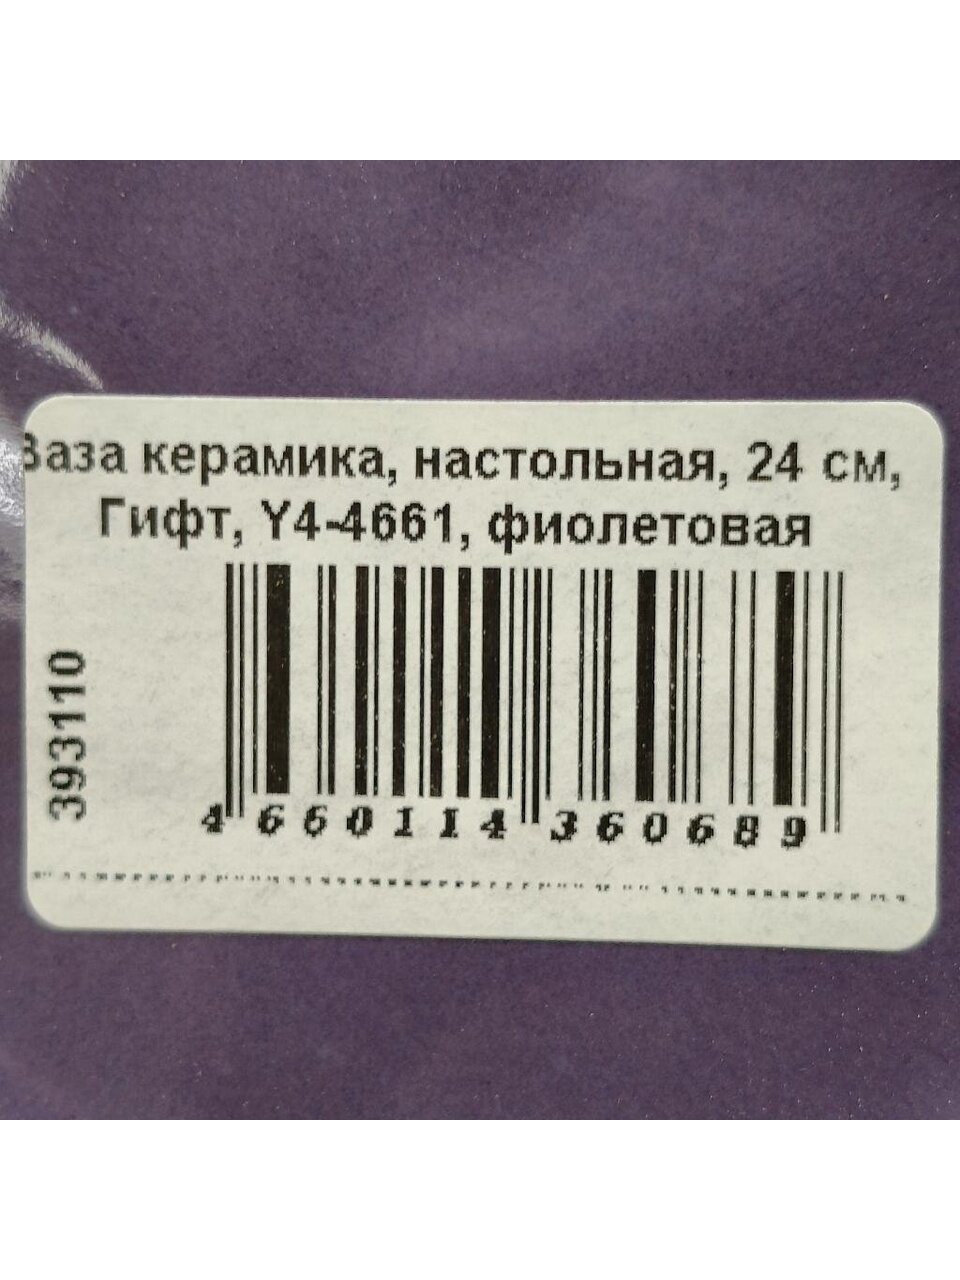 Ваза керамика, настольная, 24 см,
Гифт, Y4-4661, фиолетовая
393110
4 660114 360689